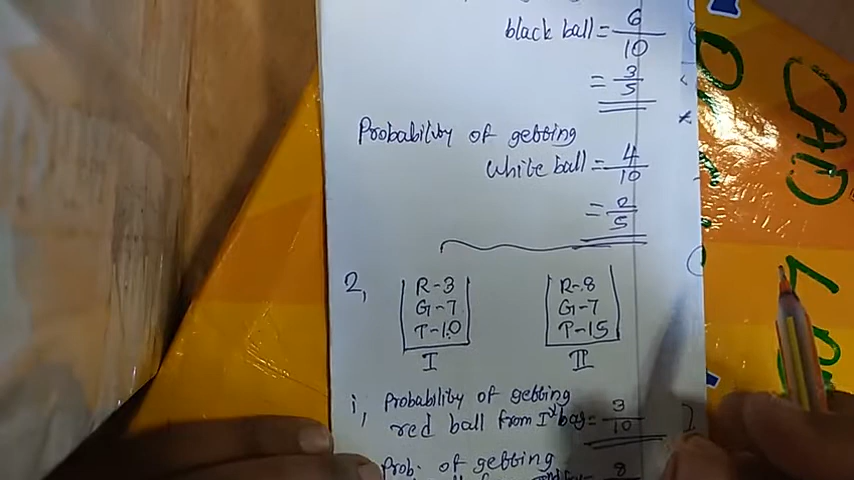 black ball = 6/10
= 3/5
Probability of getting
white ball = 4/10
= 2/5
2, R-3 R-8
G-7 G-7
T-10 T-15
I II
i, Probability of getting
red ball from Ist bag = 3/10
Prob. of getting
CAD